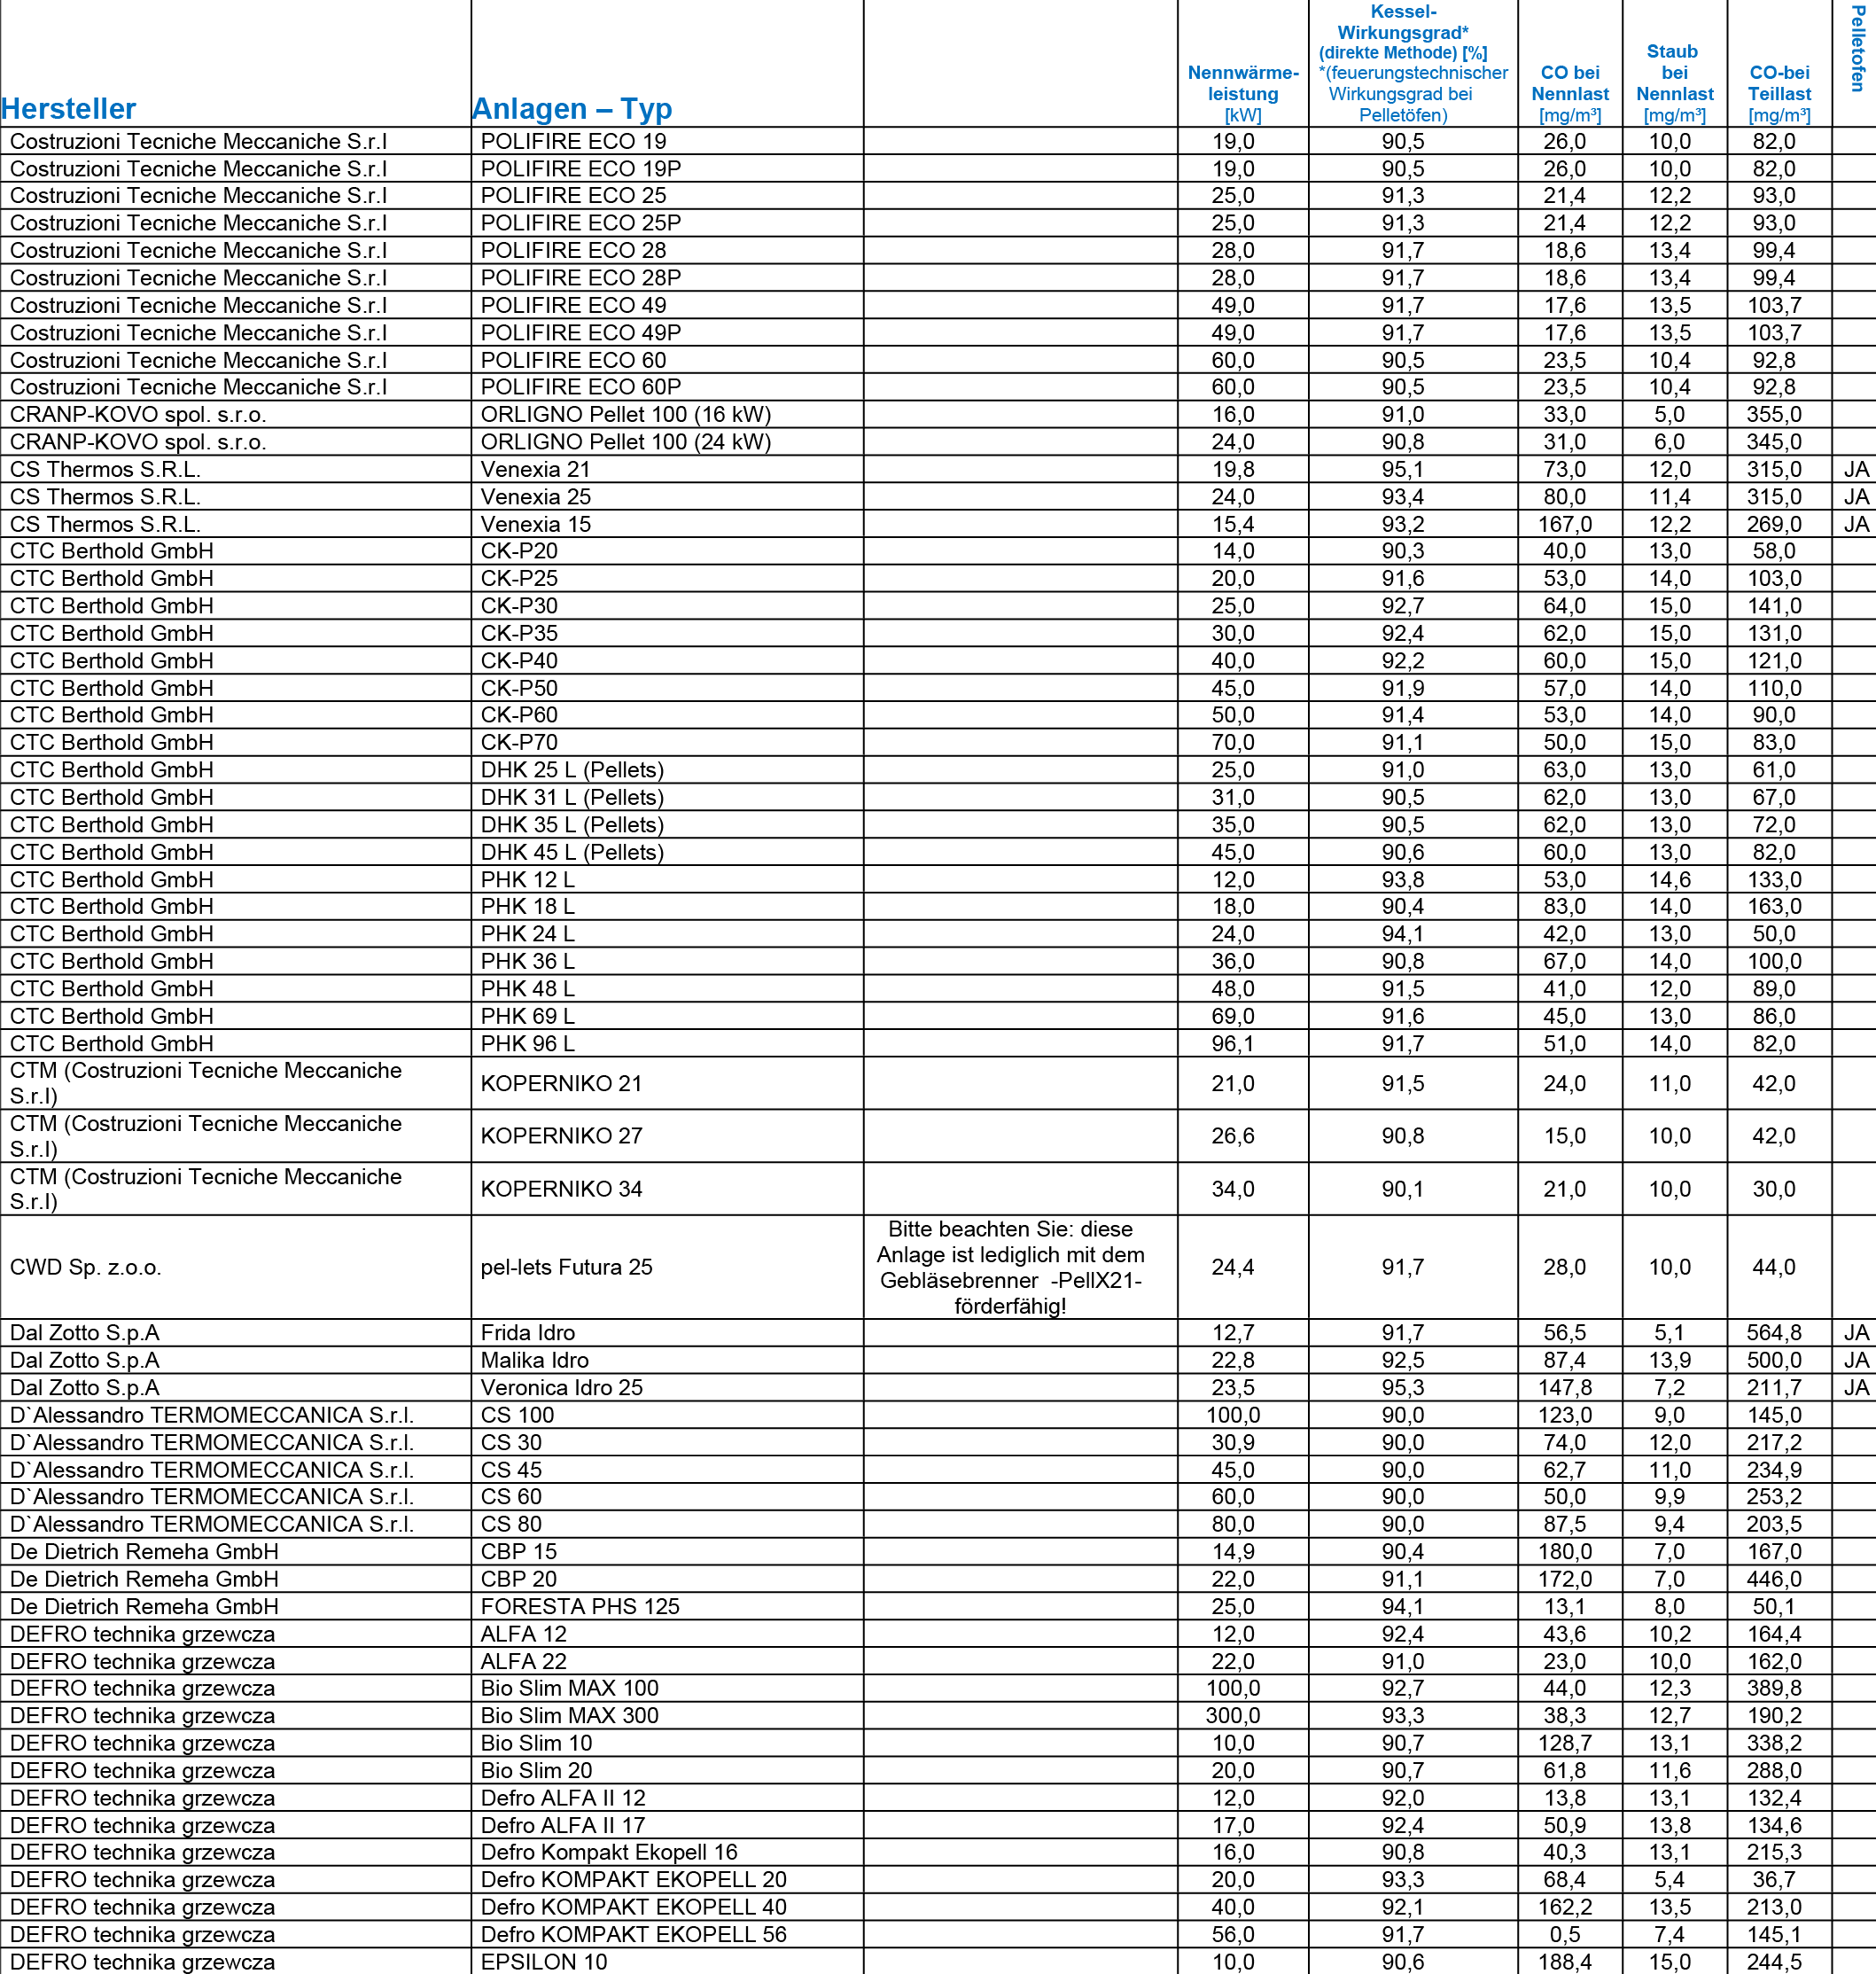 Hersteller Anlagen – Typ Nennwärme-leistung [kW] Kessel-Wirkungsgrad* (direkte Methode) [%] *(feuerungstechnischer Wirkungsgrad bei Pelletöfen) CO bei Nennlast [mg/m³] Staub bei Nennlast [mg/m³] CO-bei Teillast [mg/m³] Pelletofen
Costruzioni Tecniche Meccaniche S.r.l POLIFIRE ECO 19 19,0 90,5 26,0 10,0 82,0
Costruzioni Tecniche Meccaniche S.r.l POLIFIRE ECO 19P 19,0 90,5 26,0 10,0 82,0
Costruzioni Tecniche Meccaniche S.r.l POLIFIRE ECO 25 25,0 91,3 21,4 12,2 93,0
Costruzioni Tecniche Meccaniche S.r.l POLIFIRE ECO 25P 25,0 91,3 21,4 12,2 93,0
Costruzioni Tecniche Meccaniche S.r.l POLIFIRE ECO 28 28,0 91,7 18,6 13,4 99,4
Costruzioni Tecniche Meccaniche S.r.l POLIFIRE ECO 28P 28,0 91,7 18,6 13,4 99,4
Costruzioni Tecniche Meccaniche S.r.l POLIFIRE ECO 49 49,0 91,7 17,6 13,5 103,7
Costruzioni Tecniche Meccaniche S.r.l POLIFIRE ECO 49P 49,0 91,7 17,6 13,5 103,7
Costruzioni Tecniche Meccaniche S.r.l POLIFIRE ECO 60 60,0 90,5 23,5 10,4 92,8
Costruzioni Tecniche Meccaniche S.r.l POLIFIRE ECO 60P 60,0 90,5 23,5 10,4 92,8
CRANP-KOVO spol. s.r.o. ORLIGNO Pellet 100 (16 kW) 16,0 91,0 33,0 5,0 355,0
CRANP-KOVO spol. s.r.o. ORLIGNO Pellet 100 (24 kW) 24,0 90,8 31,0 6,0 345,0
CS Thermos S.R.L. Venexia 21 19,8 95,1 73,0 12,0 315,0 JA
CS Thermos S.R.L. Venexia 25 24,0 93,4 80,0 11,4 315,0 JA
CS Thermos S.R.L. Venexia 15 15,4 93,2 167,0 12,2 269,0 JA
CTC Berthold GmbH CK-P20 14,0 90,3 40,0 13,0 58,0
CTC Berthold GmbH CK-P25 20,0 91,6 53,0 14,0 103,0
CTC Berthold GmbH CK-P30 25,0 92,7 64,0 15,0 141,0
CTC Berthold GmbH CK-P35 30,0 92,4 62,0 15,0 131,0
CTC Berthold GmbH CK-P40 40,0 92,2 60,0 15,0 121,0
CTC Berthold GmbH CK-P50 45,0 91,9 57,0 14,0 110,0
CTC Berthold GmbH CK-P60 50,0 91,4 53,0 14,0 90,0
CTC Berthold GmbH CK-P70 70,0 91,1 50,0 15,0 83,0
CTC Berthold GmbH DHK 25 L (Pellets) 25,0 91,0 63,0 13,0 61,0
CTC Berthold GmbH DHK 31 L (Pellets) 31,0 90,5 62,0 13,0 67,0
CTC Berthold GmbH DHK 35 L (Pellets) 35,0 90,5 62,0 13,0 72,0
CTC Berthold GmbH DHK 45 L (Pellets) 45,0 90,6 60,0 13,0 82,0
CTC Berthold GmbH PHK 12 L 12,0 93,8 53,0 14,6 133,0
CTC Berthold GmbH PHK 18 L 18,0 90,4 83,0 14,0 163,0
CTC Berthold GmbH PHK 24 L 24,0 94,1 42,0 13,0 50,0
CTC Berthold GmbH PHK 36 L 36,0 90,8 67,0 14,0 100,0
CTC Berthold GmbH PHK 48 L 48,0 91,5 41,0 12,0 89,0
CTC Berthold GmbH PHK 69 L 69,0 91,6 45,0 13,0 86,0
CTC Berthold GmbH PHK 96 L 96,1 91,7 51,0 14,0 82,0
CTM (Costruzioni Tecniche Meccaniche
S.r.l) KOPERNIKO 21 21,0 91,5 24,0 11,0 42,0
CTM (Costruzioni Tecniche Meccaniche
S.r.l) KOPERNIKO 27 26,6 90,8 15,0 10,0 42,0
CTM (Costruzioni Tecniche Meccaniche
S.r.l) KOPERNIKO 34 34,0 90,1 21,0 10,0 30,0
CWD Sp. z.o.o. pel-lets Futura 25 Bitte beachten Sie: diese
Anlage ist lediglich mit dem
Gebläsebrenner -PellX21-
förderfähig! 24,4 91,7 28,0 10,0 44,0
Dal Zotto S.p.A Frida Idro 12,7 91,7 56,5 5,1 564,8 JA
Dal Zotto S.p.A Malika Idro 22,8 92,5 87,4 13,9 500,0 JA
Dal Zotto S.p.A Veronica Idro 25 23,5 95,3 147,8 7,2 211,7 JA
D`Alessandro TERMOMECCANICA S.r.l. CS 100 100,0 90,0 123,0 9,0 145,0
D`Alessandro TERMOMECCANICA S.r.l. CS 30 30,9 90,0 74,0 12,0 217,2
D`Alessandro TERMOMECCANICA S.r.l. CS 45 45,0 90,0 62,7 11,0 234,9
D`Alessandro TERMOMECCANICA S.r.l. CS 60 60,0 90,0 50,0 9,9 253,2
D`Alessandro TERMOMECCANICA S.r.l. CS 80 80,0 90,0 87,5 9,4 203,5
De Dietrich Remeha GmbH CBP 15 14,9 90,4 180,0 7,0 167,0
De Dietrich Remeha GmbH CBP 20 22,0 91,1 172,0 7,0 446,0
De Dietrich Remeha GmbH FORESTA PHS 125 25,0 94,1 13,1 8,0 50,1
DEFRO technika grzewcza ALFA 12 12,0 92,4 43,6 10,2 164,4
DEFRO technika grzewcza ALFA 22 22,0 91,0 23,0 10,0 162,0
DEFRO technika grzewcza Bio Slim MAX 100 100,0 92,7 44,0 12,3 389,8
DEFRO technika grzewcza Bio Slim MAX 300 300,0 93,3 38,3 12,7 190,2
DEFRO technika grzewcza Bio Slim 10 10,0 90,7 128,7 13,1 338,2
DEFRO technika grzewcza Bio Slim 20 20,0 90,7 61,8 11,6 288,0
DEFRO technika grzewcza Defro ALFA II 12 12,0 92,0 13,8 13,1 132,4
DEFRO technika grzewcza Defro ALFA II 17 17,0 92,4 50,9 13,8 134,6
DEFRO technika grzewcza Defro Kompakt Ekopell 16 16,0 90,8 40,3 13,1 215,3
DEFRO technika grzewcza Defro KOMPAKT EKOPELL 20 20,0 93,3 68,4 5,4 36,7
DEFRO technika grzewcza Defro KOMPAKT EKOPELL 40 40,0 92,1 162,2 13,5 213,0
DEFRO technika grzewcza Defro KOMPAKT EKOPELL 56 56,0 91,7 0,5 7,4 145,1
DEFRO technika grzewcza EPSILON 10 10,0 90,6 188,4 15,0 244,5